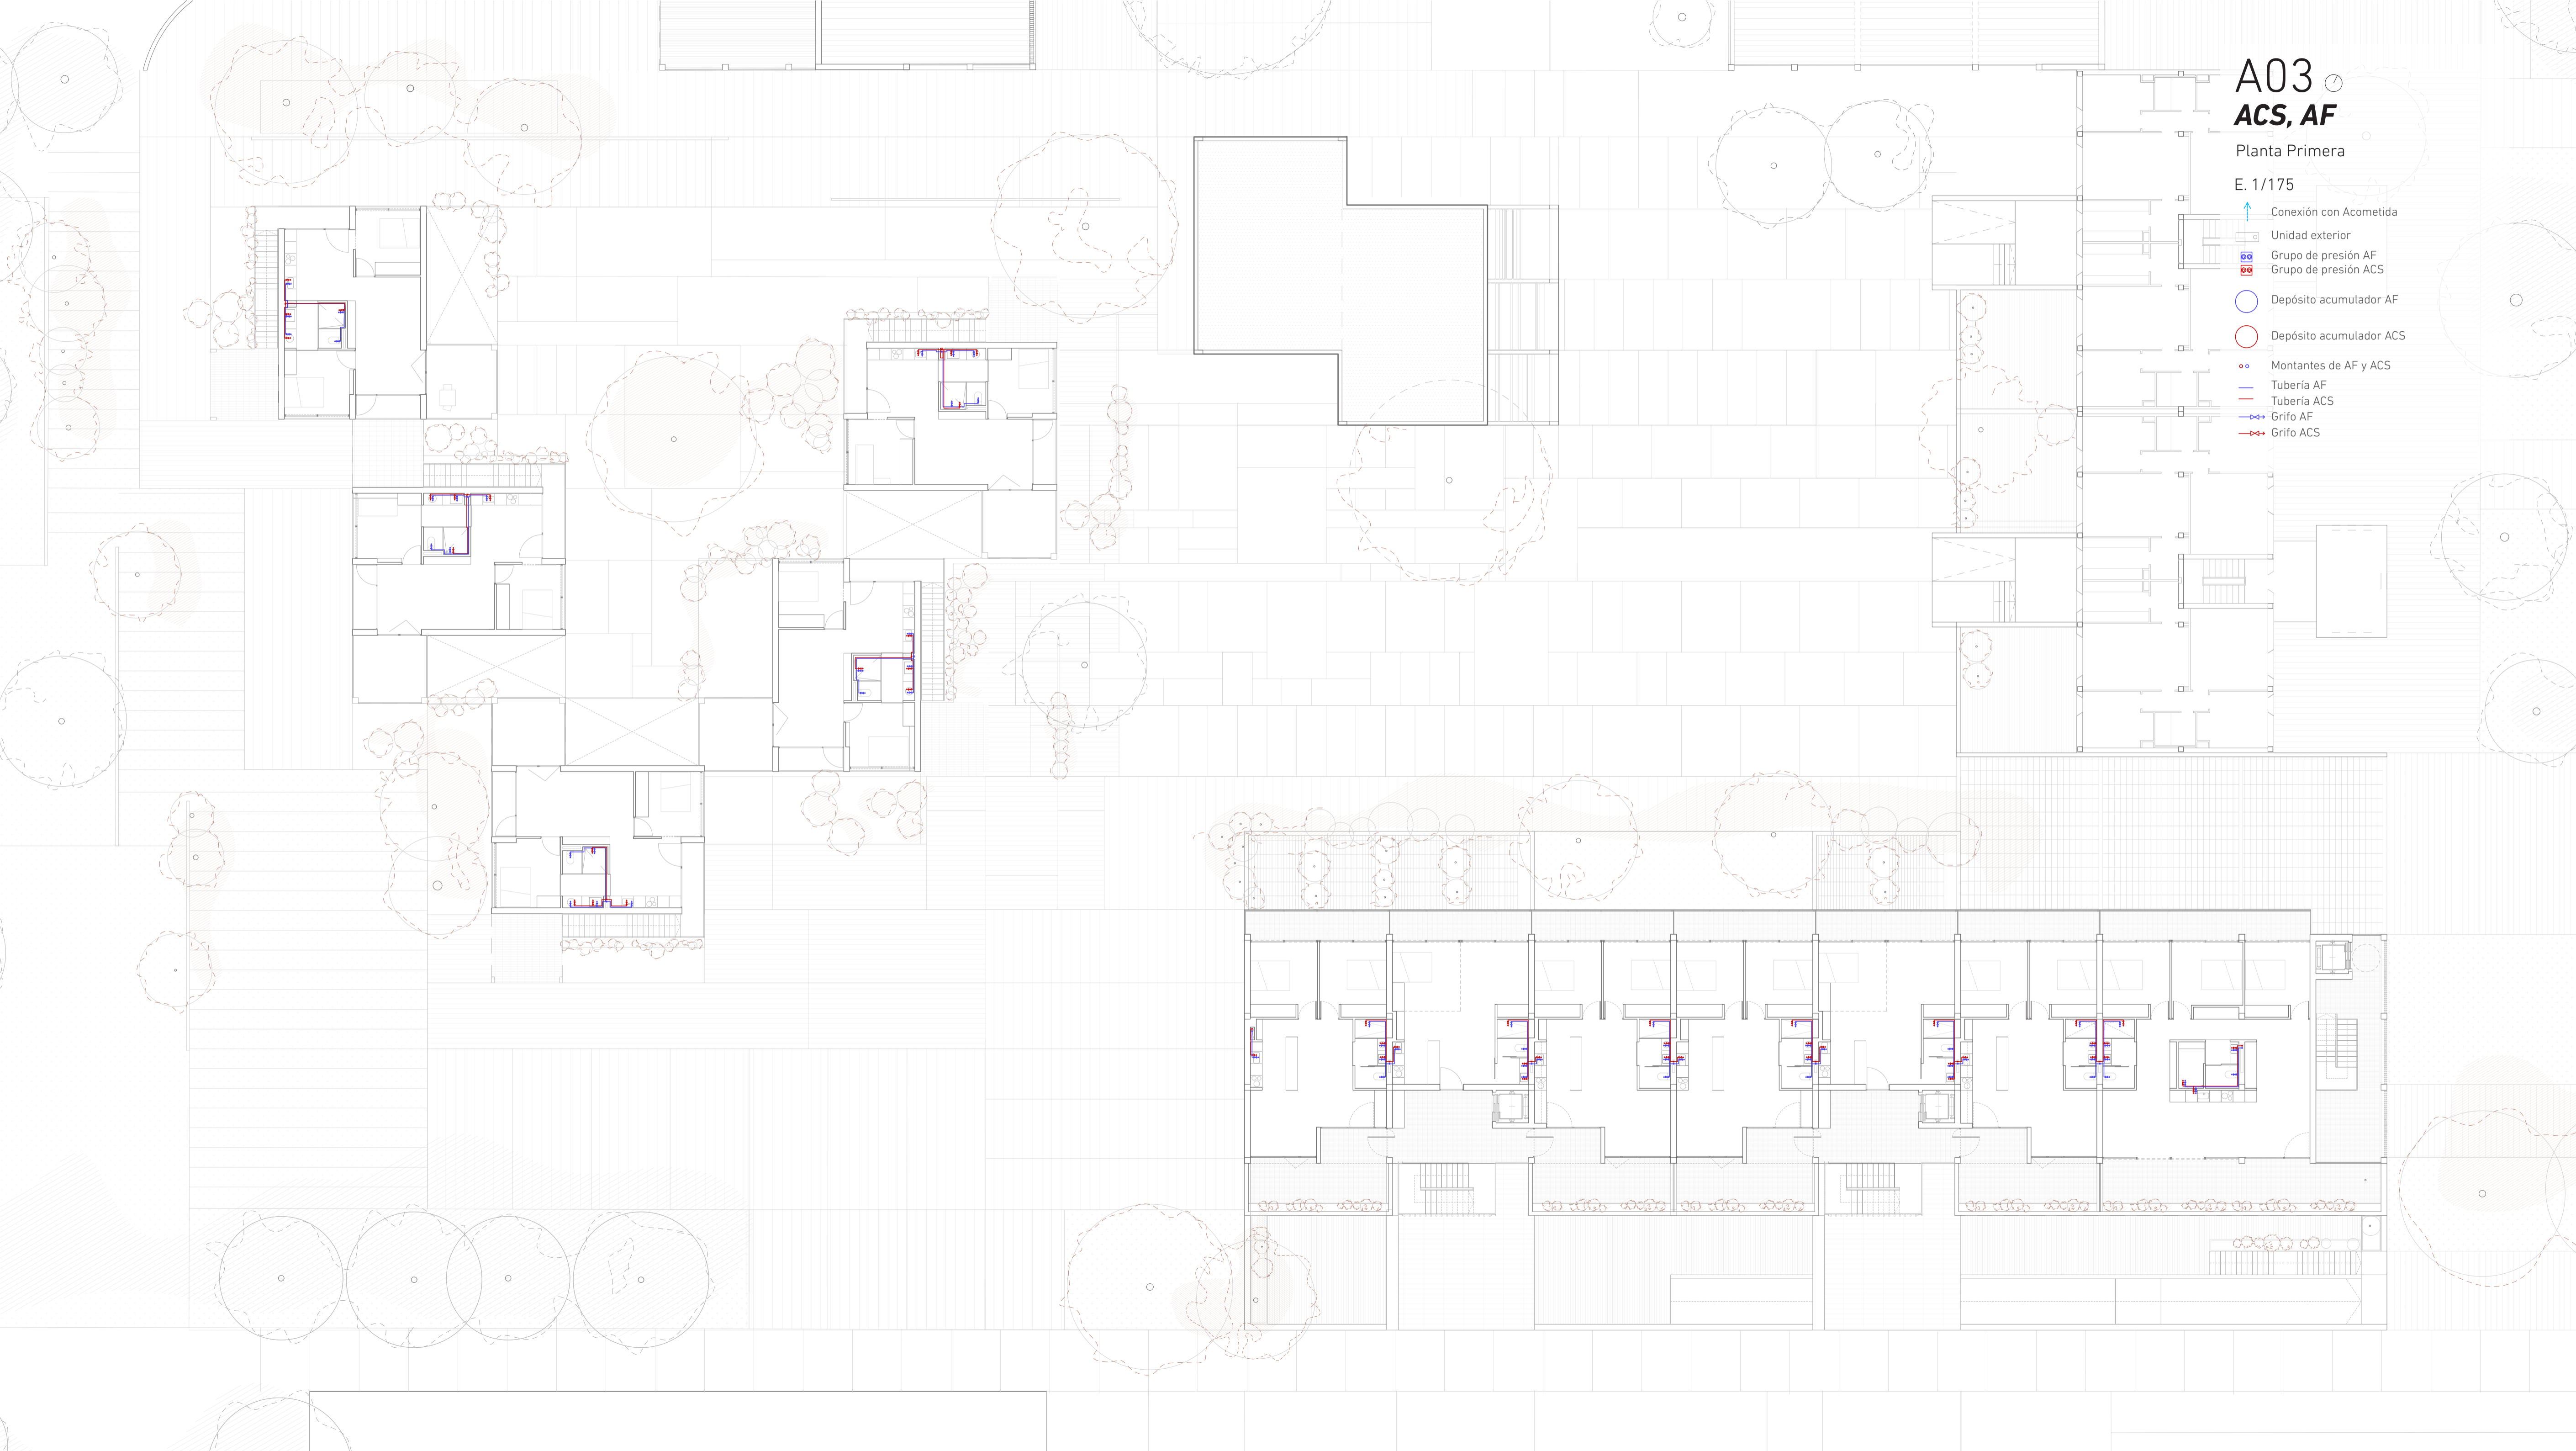 A03
ACS, AF
Planta Primera
E. 1/175
Conexión con Acometida
Unidad exterior
Grupo de presión AF
Grupo de presión ACS
Depósito acumulador AF
Depósito acumulador ACS
Montantes de AF y ACS
Tubería AF
Tubería ACS
Grifo AF
Grifo ACS